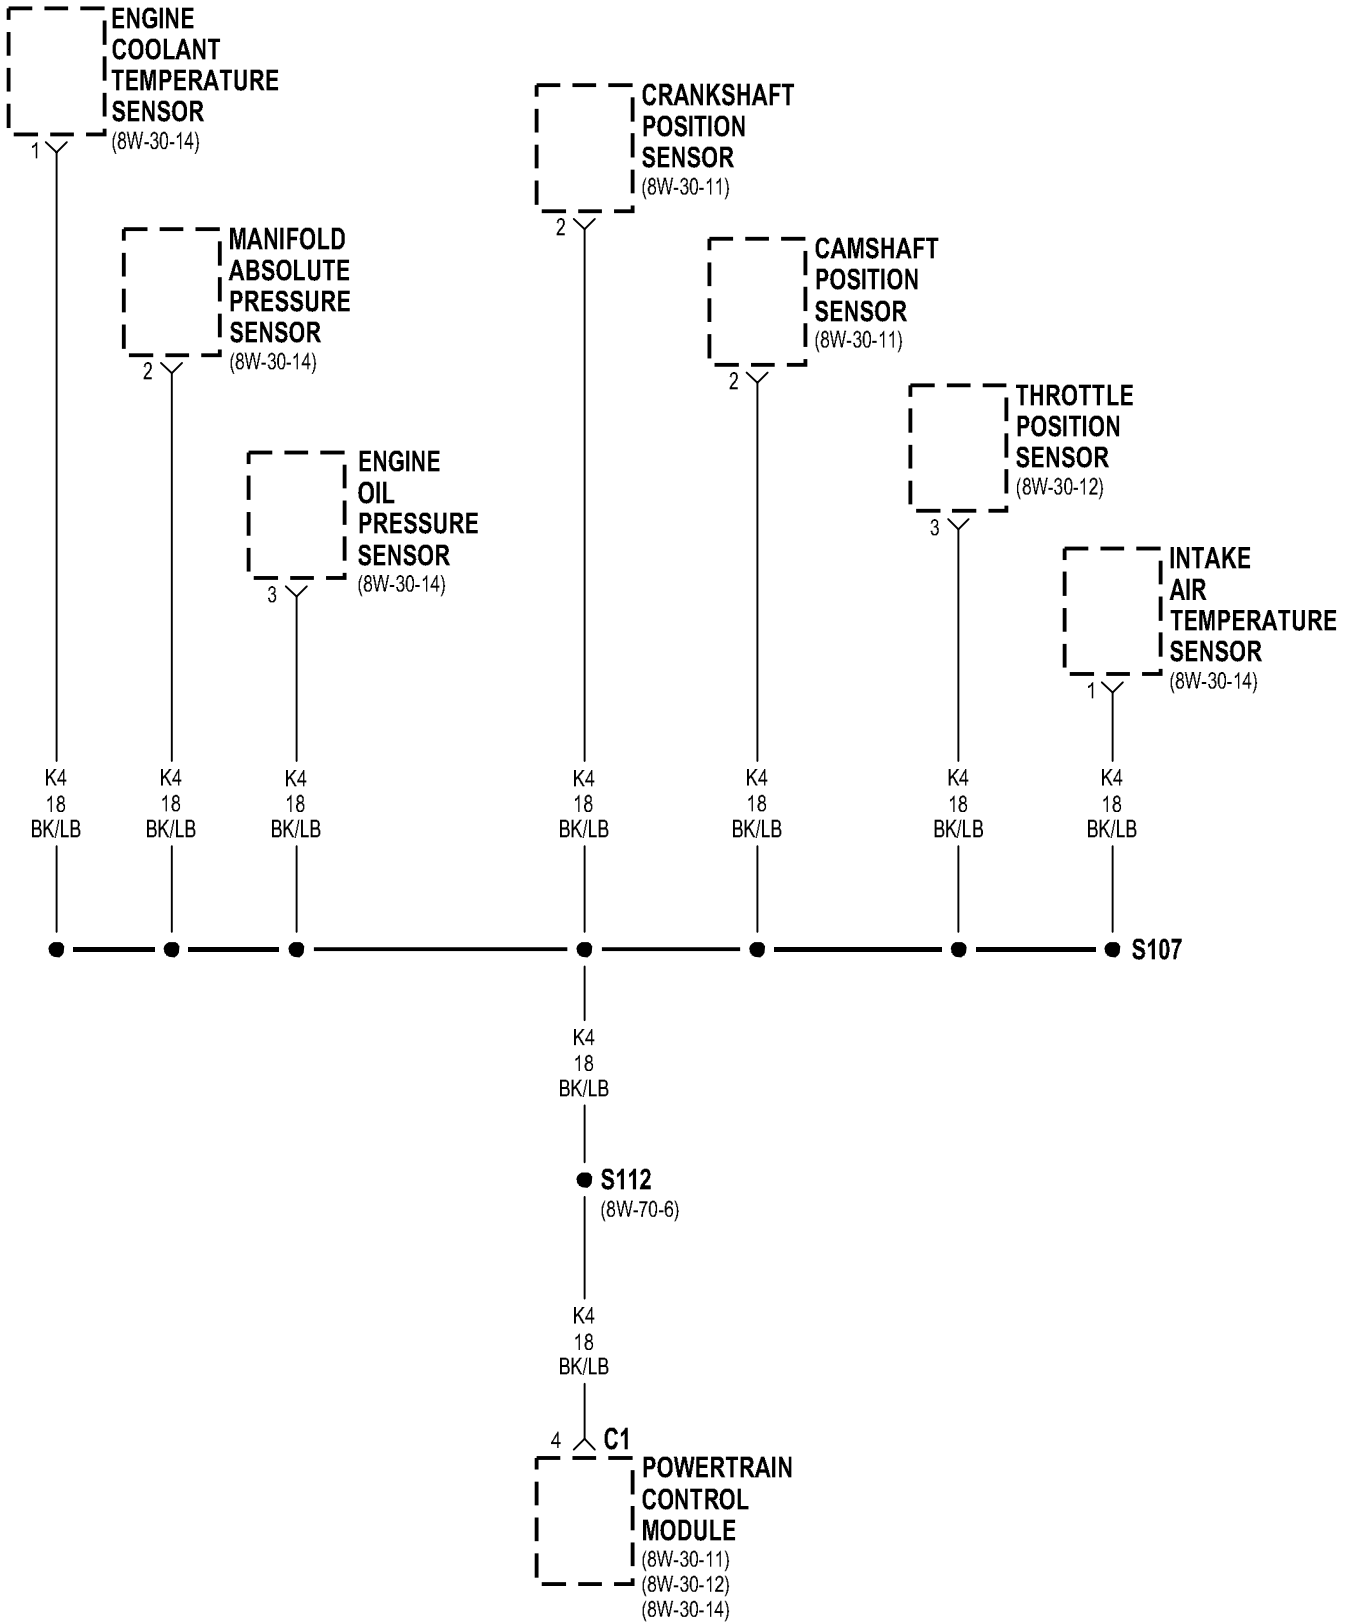 ENGINE
COOLANT
TEMPERATURE
SENSOR
(8W-30-14)
1
CRANKSHAFT
POSITION
SENSOR
(8W-30-11)
2
MANIFOLD
ABSOLUTE
PRESSURE
SENSOR
(8W-30-14)
2
CAMSHAFT
POSITION
SENSOR
(8W-30-11)
2
THROTTLE
POSITION
SENSOR
(8W-30-12)
3
ENGINE
OIL
PRESSURE
SENSOR
(8W-30-14)
3
INTAKE
AIR
TEMPERATURE
SENSOR
(8W-30-14)
1
K4
18
BK/LB
K4
18
BK/LB
K4
18
BK/LB
K4
18
BK/LB
K4
18
BK/LB
K4
18
BK/LB
K4
18
BK/LB
S107
K4
18
BK/LB
S112
(8W-70-6)
K4
18
BK/LB
4
C1
POWERTRAIN
CONTROL
MODULE
(8W-30-11)
(8W-30-12)
(8W-30-14)